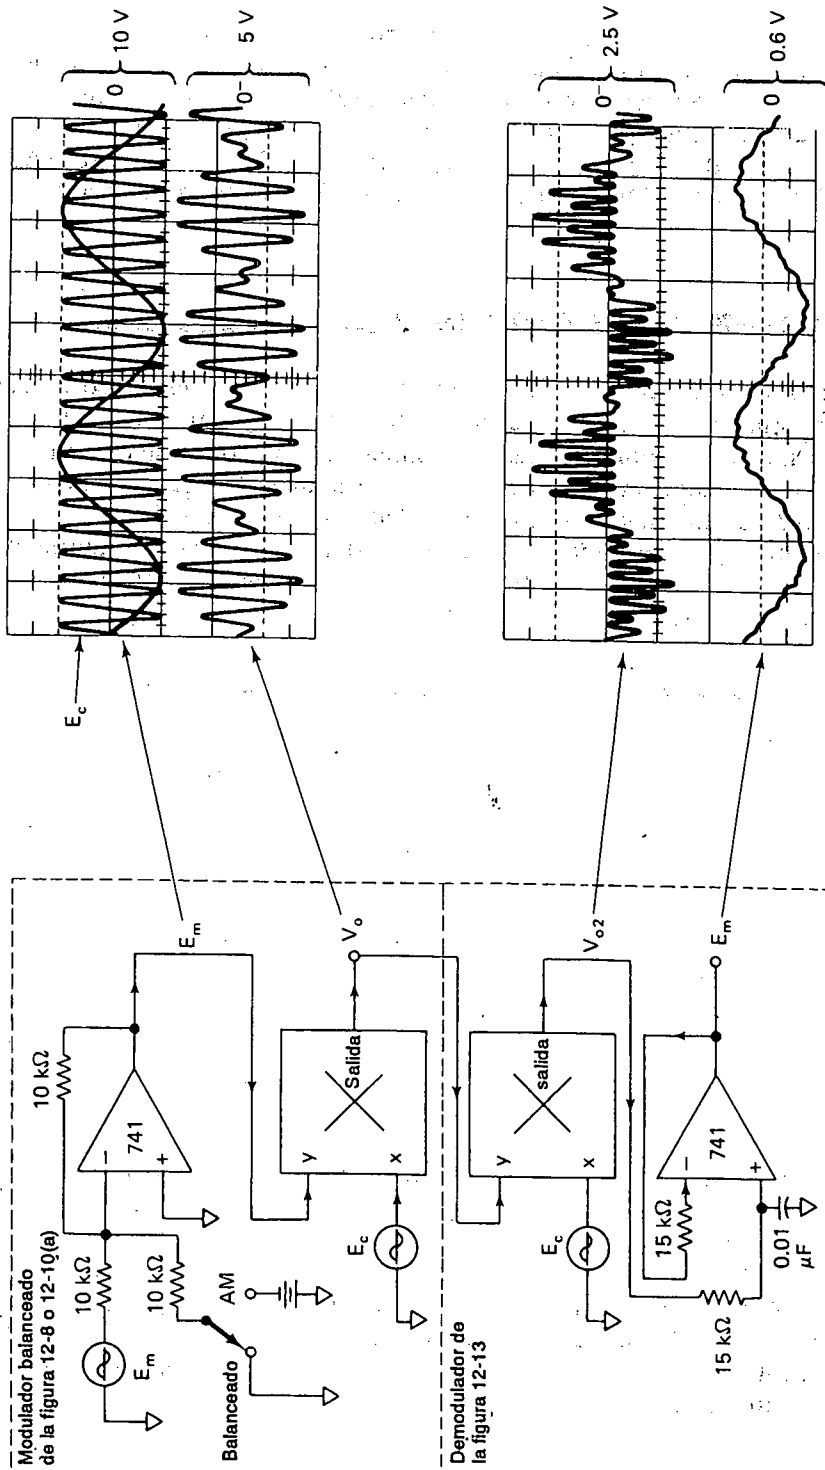 Modulador balanceado
de la figura 12-8 o 12-10(a)
E_m
10 kΩ
10 kΩ
10 kΩ
AM
Balanceado
−
+
741
E_m
y
x
Salida
E_c
V_o
Demodulador de
la figura 12-13
y
x
salida
E_c
V_o2
15 kΩ
15 kΩ
−
+
741
0.01
μF
E_m
E_c
0
10 V
0
5 V
0
2.5 V
0
0.6 V